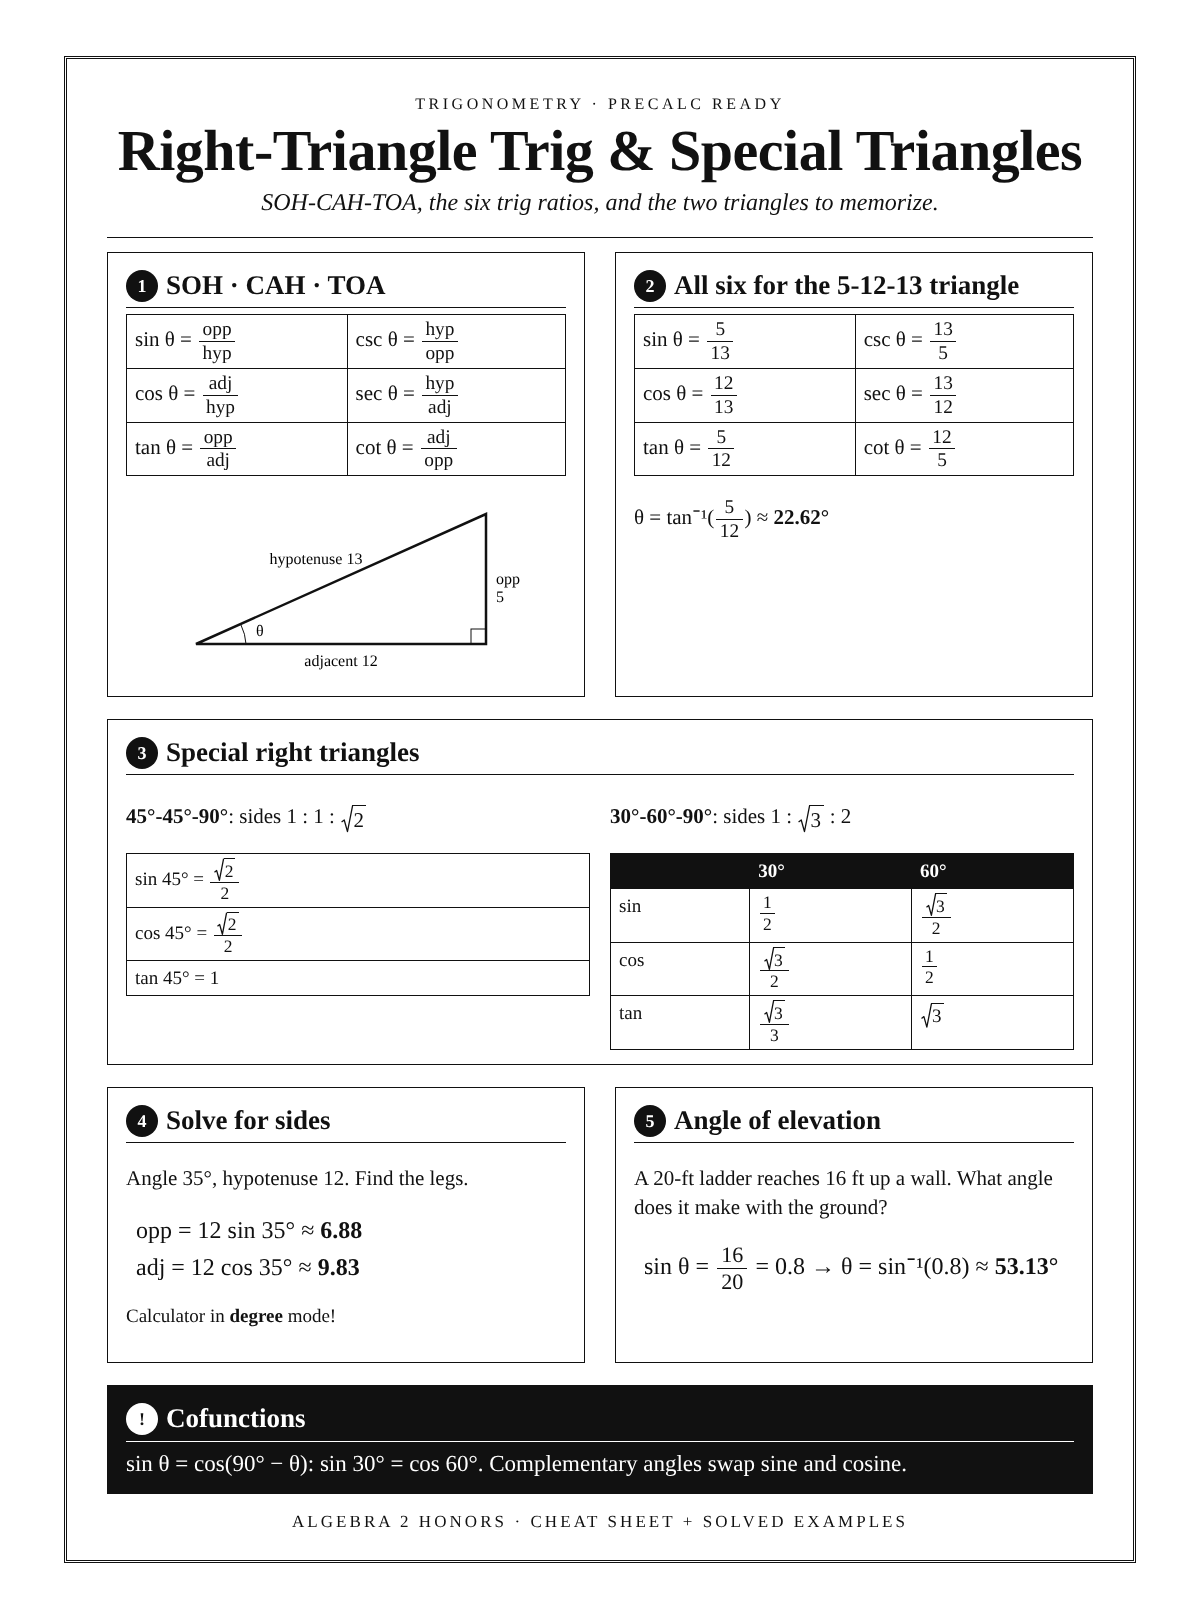 TRIGONOMETRY · PRECALC READY
Right-Triangle Trig & Special Triangles
SOH-CAH-TOA, the six trig ratios, and the two triangles to memorize.
1 SOH · CAH · TOA
sin θ = opp/hyp csc θ = hyp/opp
cos θ = adj/hyp sec θ = hyp/adj
tan θ = opp/adj cot θ = adj/opp
hypotenuse 13
opp
5
θ
adjacent 12
2 All six for the 5-12-13 triangle
sin θ = 5/13 csc θ = 13/5
cos θ = 12/13 sec θ = 13/12
tan θ = 5/12 cot θ = 12/5
θ = tan⁻¹(5/12) ≈ 22.62°
3 Special right triangles
45°-45°-90°: sides 1 : 1 : √2
sin 45° = √2/2
cos 45° = √2/2
tan 45° = 1
30°-60°-90°: sides 1 : √3 : 2
30° 60°
sin 1/2 √3/2
cos √3/2 1/2
tan √3/3 √3
4 Solve for sides
Angle 35°, hypotenuse 12. Find the legs.
opp = 12 sin 35° ≈ 6.88
adj = 12 cos 35° ≈ 9.83
Calculator in degree mode!
5 Angle of elevation
A 20-ft ladder reaches 16 ft up a wall. What angle
does it make with the ground?
sin θ = 16/20 = 0.8 → θ = sin⁻¹(0.8) ≈ 53.13°
! Cofunctions
sin θ = cos(90° − θ): sin 30° = cos 60°. Complementary angles swap sine and cosine.
ALGEBRA 2 HONORS · CHEAT SHEET + SOLVED EXAMPLES